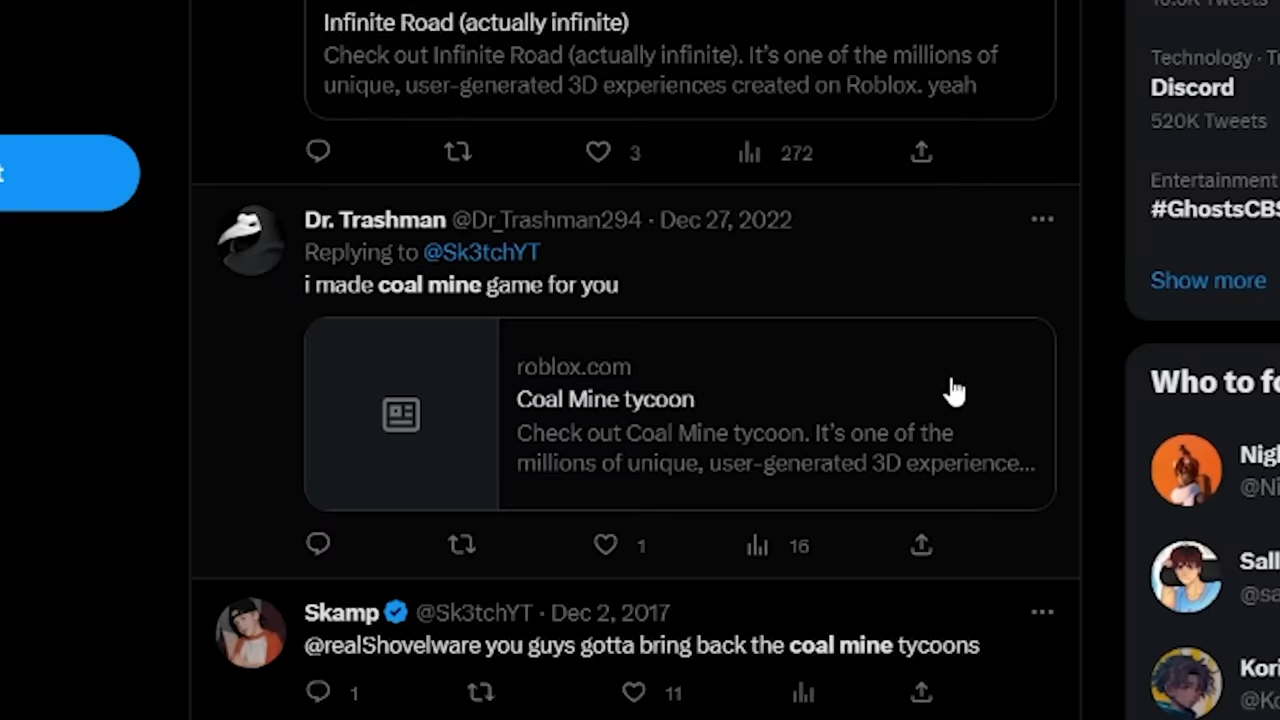 Infinite Road (actually infinite)
Check out Infinite Road (actually infinite). It's one of the millions of
unique, user-generated 3D experiences created on Roblox. yeah
3
272
Dr. Trashman @Dr_Trashman294 · Dec 27, 2022
Replying to @Sk3tchYT
i made coal mine game for you
roblox.com
Coal Mine tycoon
Check out Coal Mine tycoon. It's one of the
millions of unique, user-generated 3D experience...
1
16
Skamp @Sk3tchYT · Dec 2, 2017
@realShovelware you guys gotta bring back the coal mine tycoons
1
11
Technology ·
Discord
520K Tweets
Entertainment
#GhostsCBS
Show more
Who to fo
Nigh
@Ni
Sall
@sa
Kori
@Ko